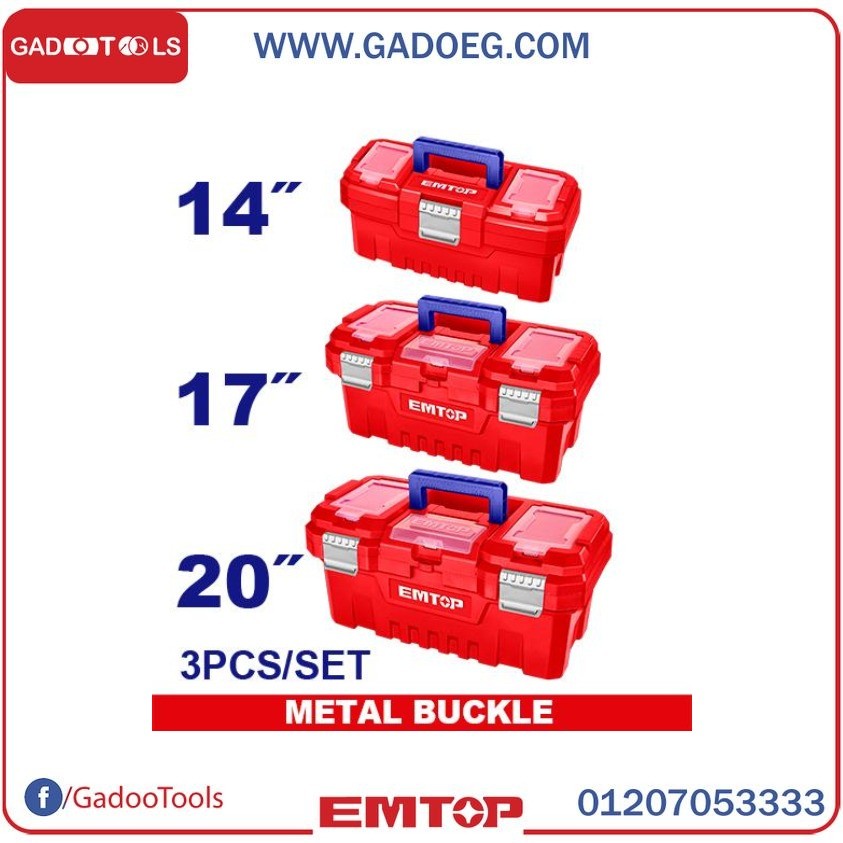 GADOOTOOLS
WWW.GADOEG.COM
14″
EMTOP
17″
EMTOP
20″
EMTOP
3PCS/SET
METAL BUCKLE
f/GadooTools
EMTOP
01207053333